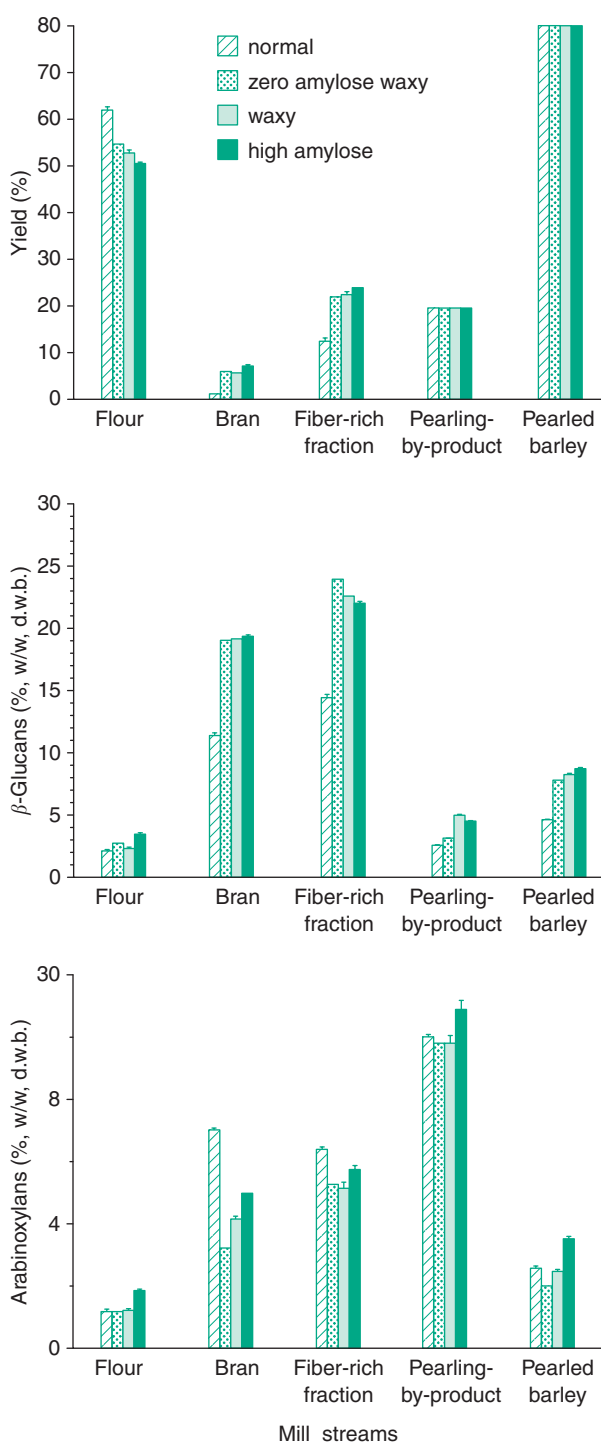 80
70
60
50
40
30
20
10
0
Yield (%)
normal
zero amylose waxy
waxy
high amylose
Flour
Bran
Fiber-rich
fraction
Pearling-
by-product
Pearled
barley
30
25
20
15
10
5
0
β-Glucans (%, w/w, d.w.b.)
Flour
Bran
Fiber-rich
fraction
Pearling-
by-product
Pearled
barley
30
8
4
0
Arabinoxylans (%, w/w, d.w.b.)
Flour
Bran
Fiber-rich
fraction
Pearling-
by-product
Pearled
barley
Mill streams